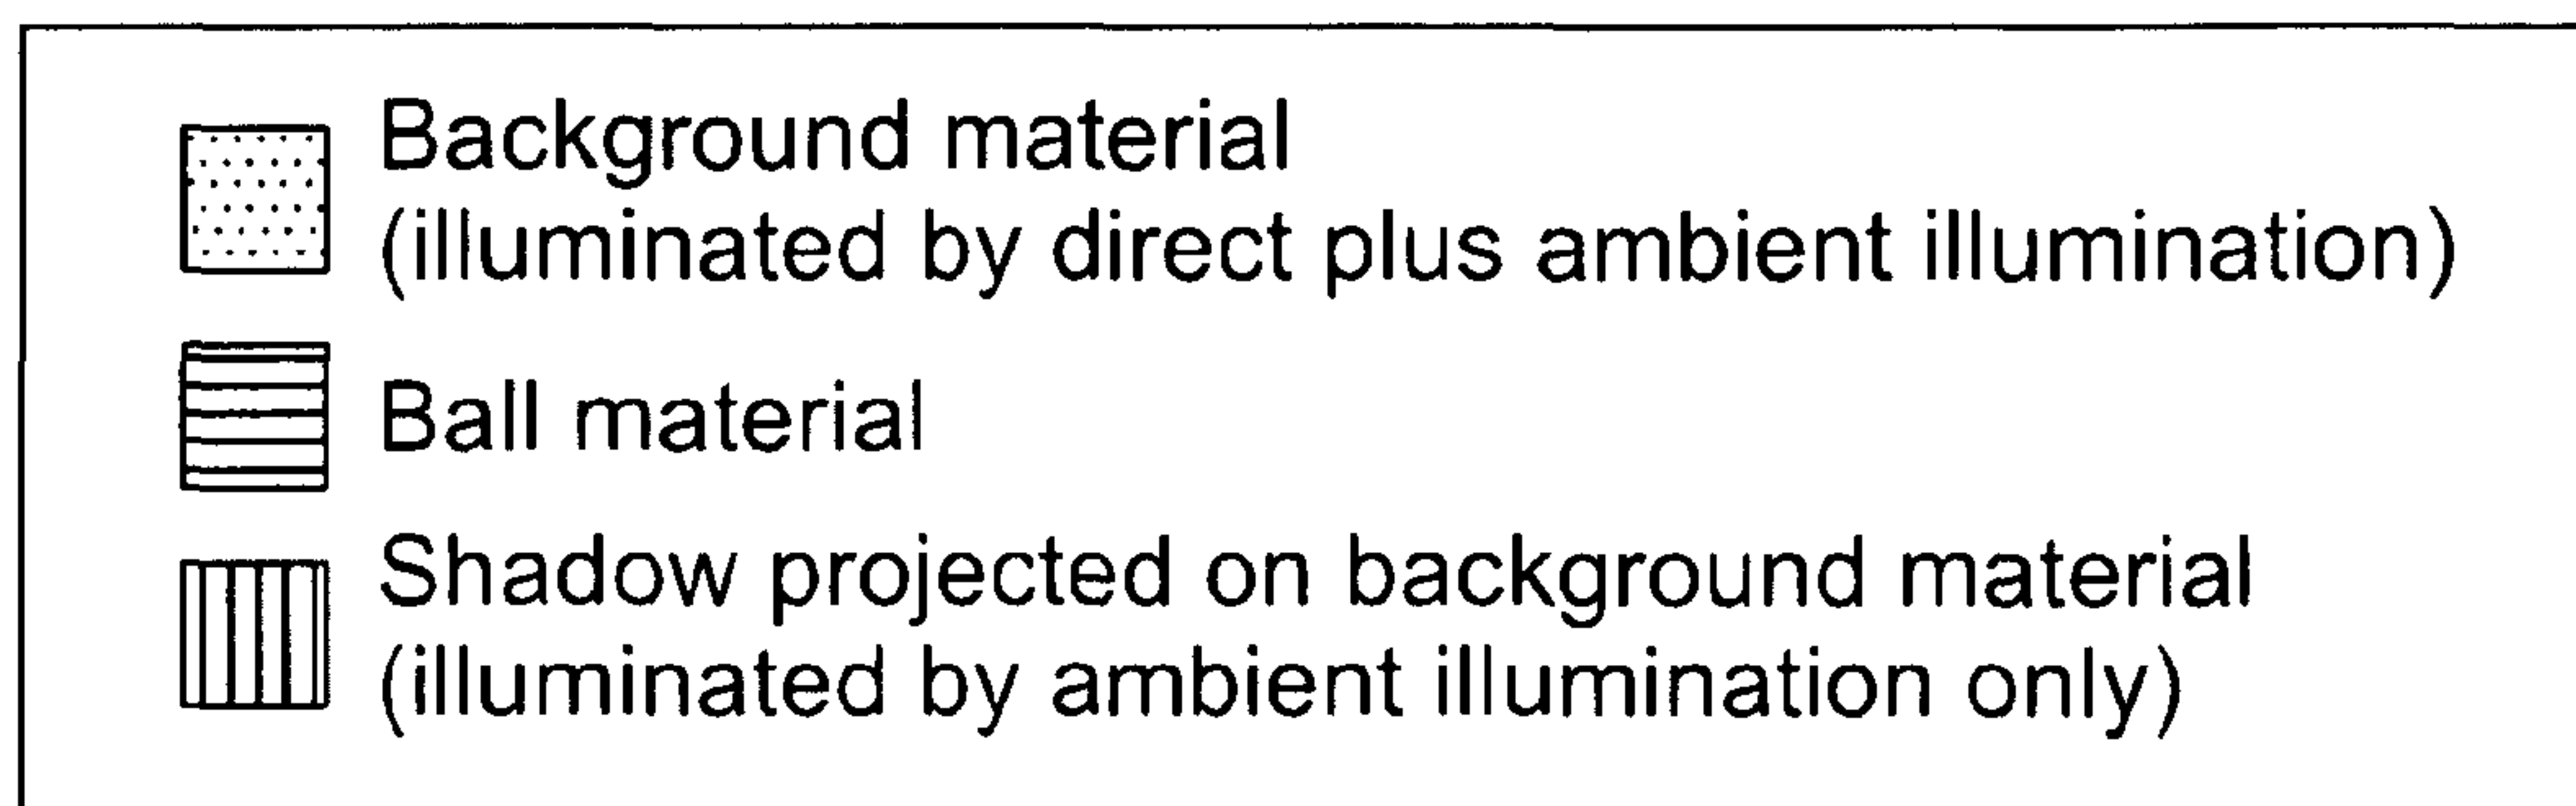 Background material
(illuminated by direct plus ambient illumination)
Ball material
Shadow projected on background material
(illuminated by ambient illumination only)